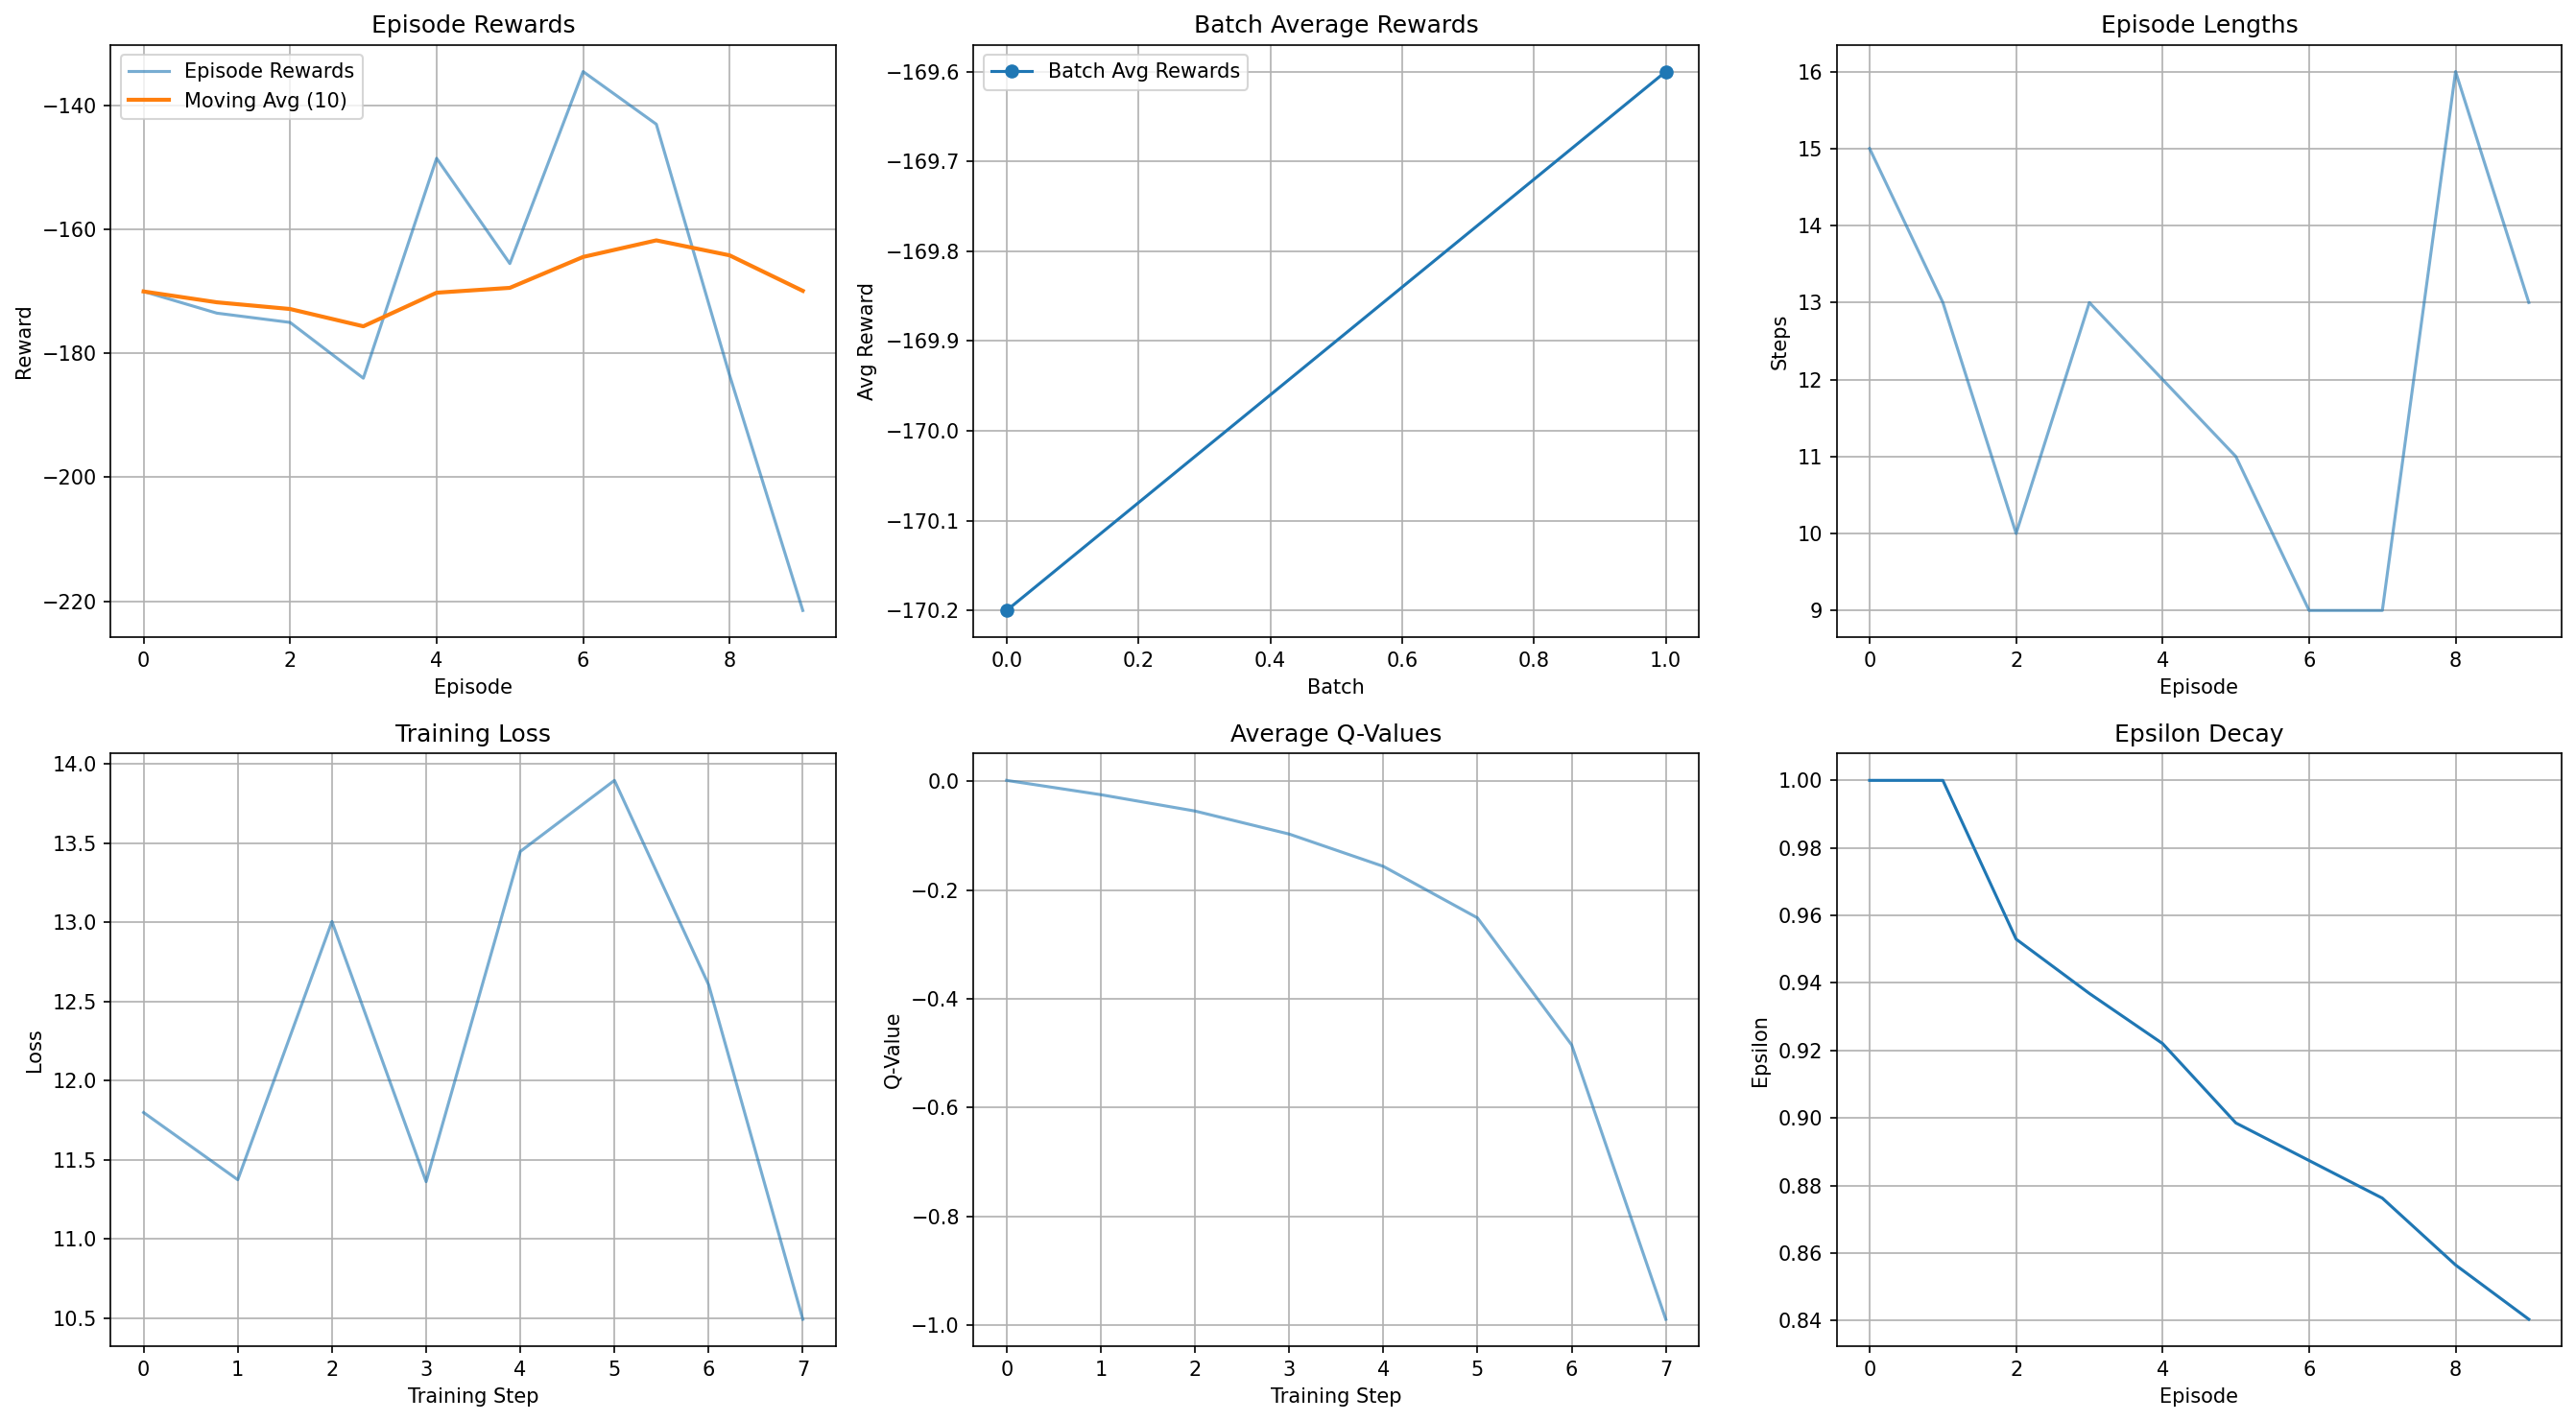 Episode Rewards
Episode Rewards
Moving Avg (10)
−140
−160
−180
−200
−220
Reward
0 2 4 6 8
Episode
Batch Average Rewards
Batch Avg Rewards
−169.6
−169.7
−169.8
−169.9
−170.0
−170.1
−170.2
Avg Reward
0.0 0.2 0.4 0.6 0.8 1.0
Batch
Episode Lengths
16
15
14
13
12
11
10
9
Steps
0 2 4 6 8
Episode
Training Loss
14.0
13.5
13.0
12.5
12.0
11.5
11.0
10.5
Loss
0 1 2 3 4 5 6 7
Training Step
Average Q-Values
0.0
−0.2
−0.4
−0.6
−0.8
−1.0
Q-Value
0 1 2 3 4 5 6 7
Training Step
Epsilon Decay
1.00
0.98
0.96
0.94
0.92
0.90
0.88
0.86
0.84
Epsilon
0 2 4 6 8
Episode